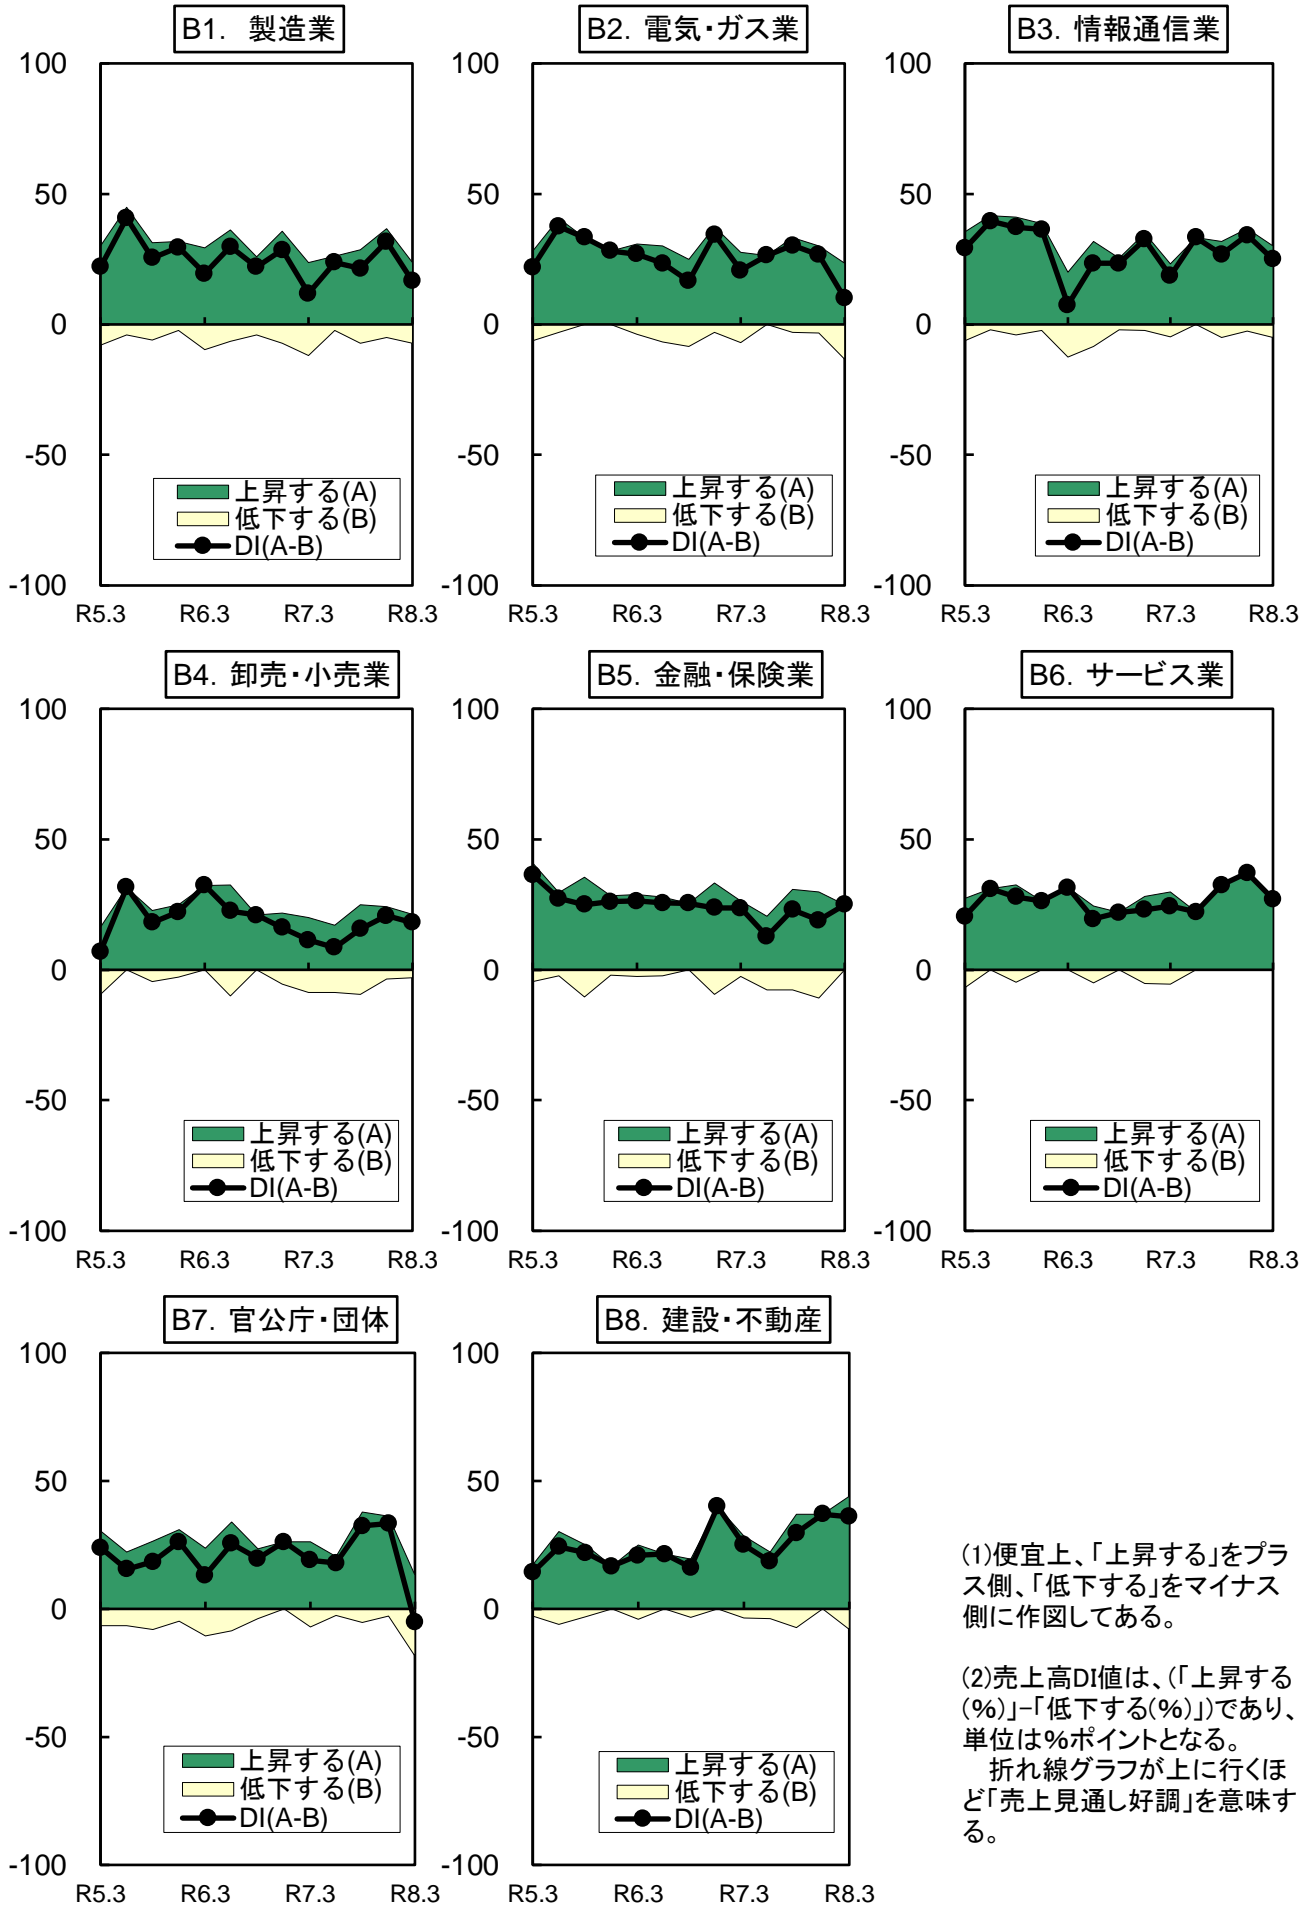 B1. 製造業
100
50
0
-50
-100
上昇する(A)
低下する(B)
DI(A-B)
R5.3 R6.3 R7.3 R8.3
B2. 電気・ガス業
100
50
0
-50
-100
上昇する(A)
低下する(B)
DI(A-B)
R5.3 R6.3 R7.3 R8.3
B3. 情報通信業
100
50
0
-50
-100
上昇する(A)
低下する(B)
DI(A-B)
R5.3 R6.3 R7.3 R8.3
B4. 卸売・小売業
100
50
0
-50
-100
上昇する(A)
低下する(B)
DI(A-B)
R5.3 R6.3 R7.3 R8.3
B5. 金融・保険業
100
50
0
-50
-100
上昇する(A)
低下する(B)
DI(A-B)
R5.3 R6.3 R7.3 R8.3
B6. サービス業
100
50
0
-50
-100
上昇する(A)
低下する(B)
DI(A-B)
R5.3 R6.3 R7.3 R8.3
B7. 官公庁・団体
100
50
0
-50
-100
上昇する(A)
低下する(B)
DI(A-B)
R5.3 R6.3 R7.3 R8.3
B8. 建設・不動産
100
50
0
-50
-100
上昇する(A)
低下する(B)
DI(A-B)
R5.3 R6.3 R7.3 R8.3
(1)便宜上、「上昇する」をプラ
ス側、「低下する」をマイナス
側に作図してある。
(2)売上高DI値は、(「上昇する
(%)」-「低下する(%)」)であり、
単位は%ポイントとなる。
　折れ線グラフが上に行くほ
ど「売上見通し好調」を意味す
る。